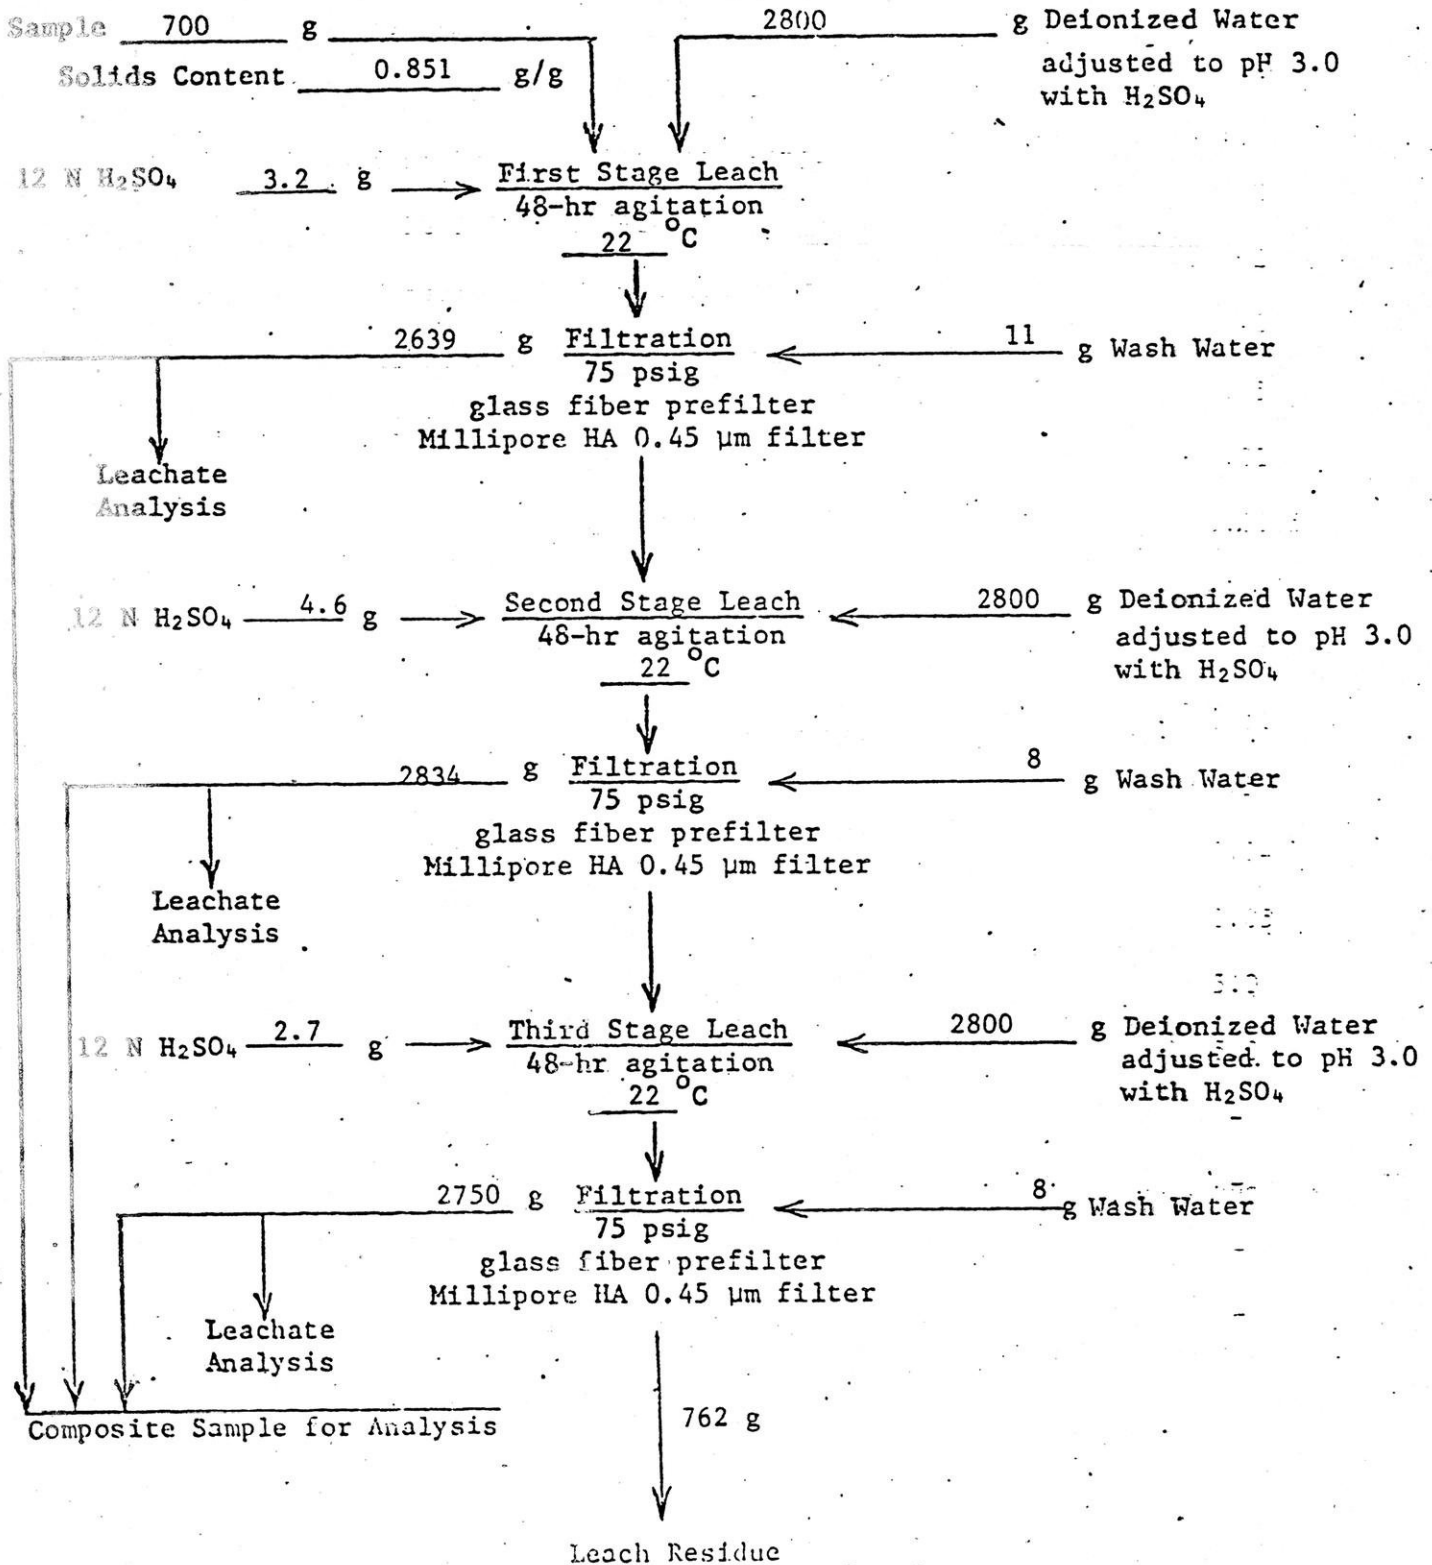 Sample 700 g 2800 g Deionized Water
Solids Content 0.851 g/g adjusted to pH 3.0
with H₂SO₄
12 N H₂SO₄ 3.2 g First Stage Leach
48-hr agitation
22 °C
2639 g Filtration 11 g Wash Water
75 psig
glass fiber prefilter
Millipore HA 0.45 µm filter
Leachate
Analysis
12 N H₂SO₄ 4.6 g Second Stage Leach 2800 g Deionized Water
48-hr agitation adjusted to pH 3.0
22 °C with H₂SO₄
2834 g Filtration 8 g Wash Water
75 psig
glass fiber prefilter
Millipore HA 0.45 µm filter
Leachate
Analysis
12 N H₂SO₄ 2.7 g Third Stage Leach 2800 g Deionized Water
48-hr agitation adjusted to pH 3.0
22 °C with H₂SO₄
2750 g Filtration 8 g Wash Water
75 psig
glass fiber prefilter
Millipore HA 0.45 µm filter
Leachate
Analysis
Composite Sample for Analysis
762 g
Leach Residue